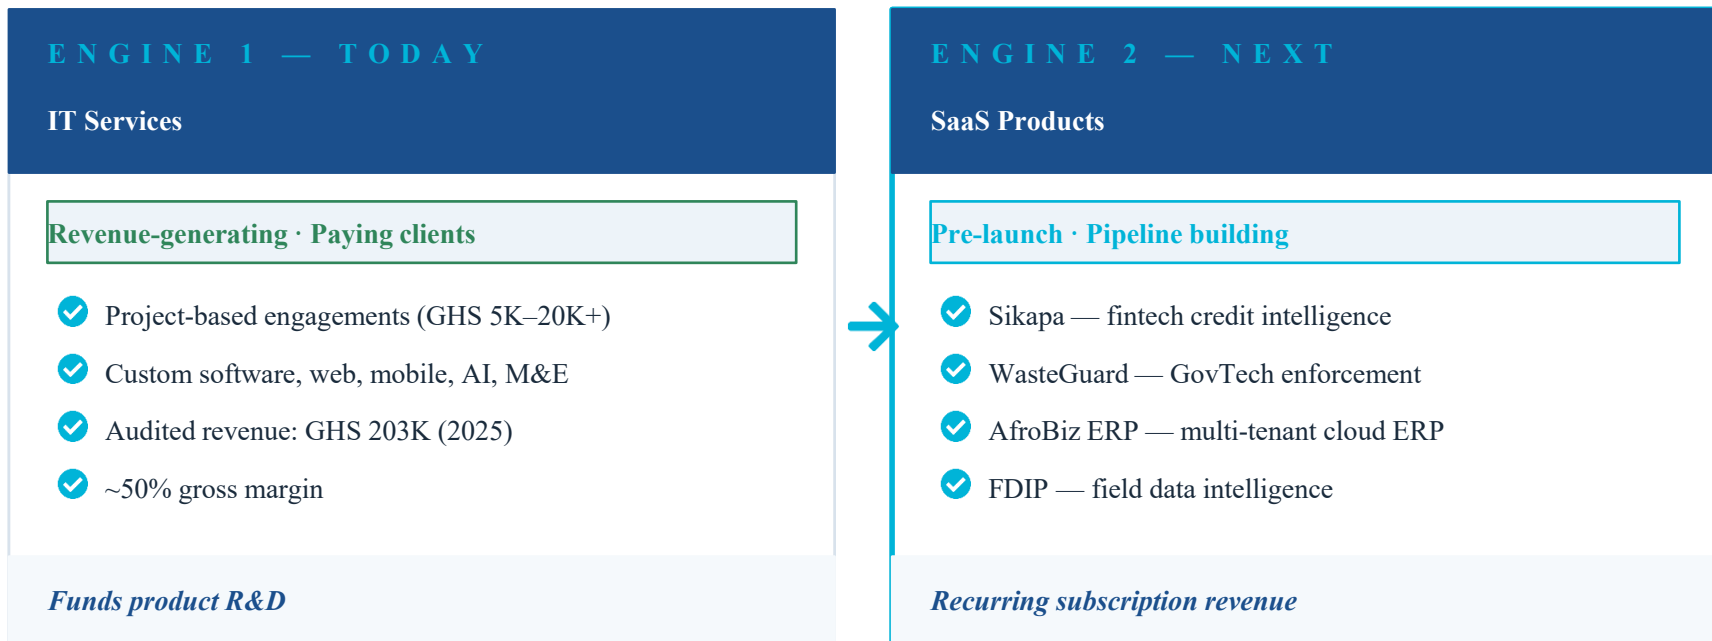 ENGINE 1 — TODAY
IT Services
Revenue-generating · Paying clients
Project-based engagements (GHS 5K–20K+)
Custom software, web, mobile, AI, M&E
Audited revenue: GHS 203K (2025)
~50% gross margin
Funds product R&D
ENGINE 2 — NEXT
SaaS Products
Pre-launch · Pipeline building
Sikapa — fintech credit intelligence
WasteGuard — GovTech enforcement
AfroBiz ERP — multi-tenant cloud ERP
FDIP — field data intelligence
Recurring subscription revenue